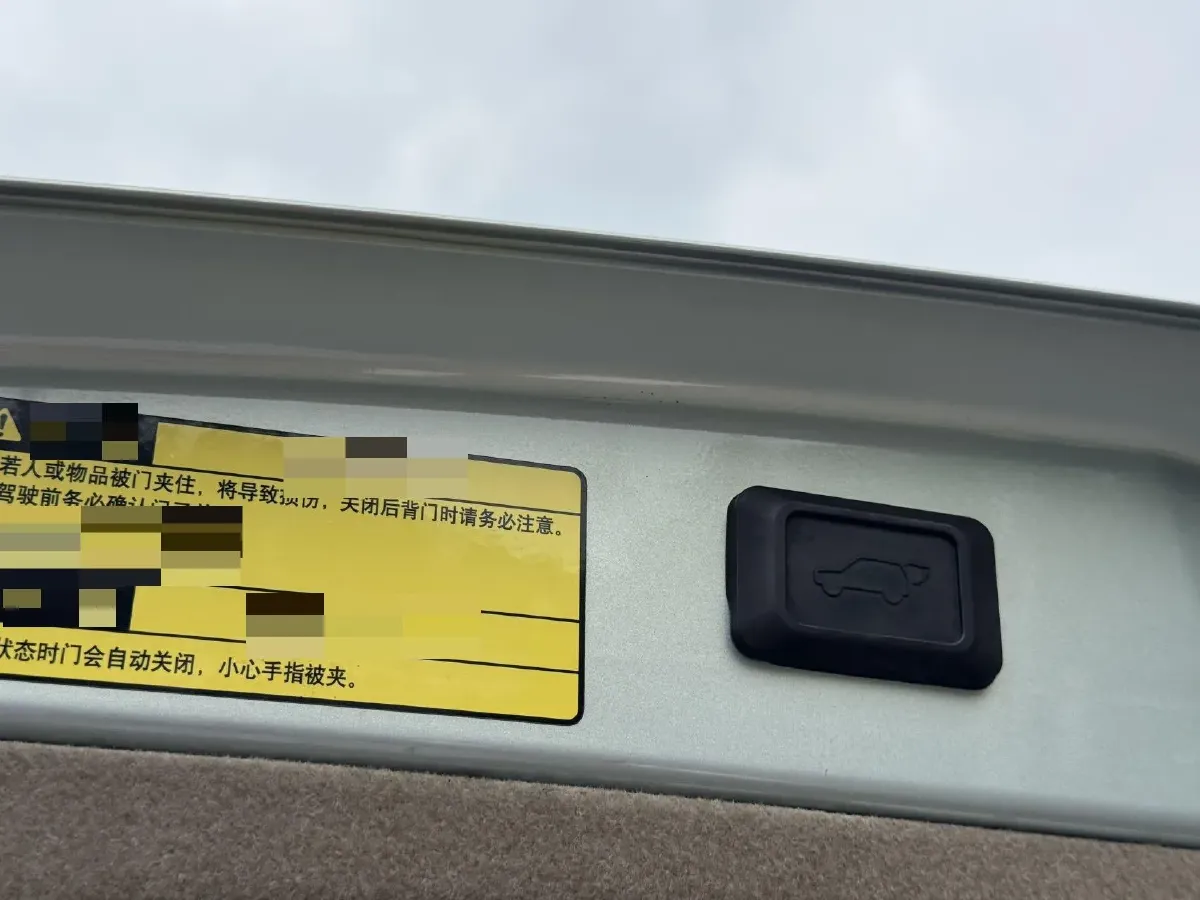 若人或物品被门夹住，将导致损伤，关闭后背门时请务必注意。
驾驶前务必确认门
状态时门会自动关闭，小心手指被夹。